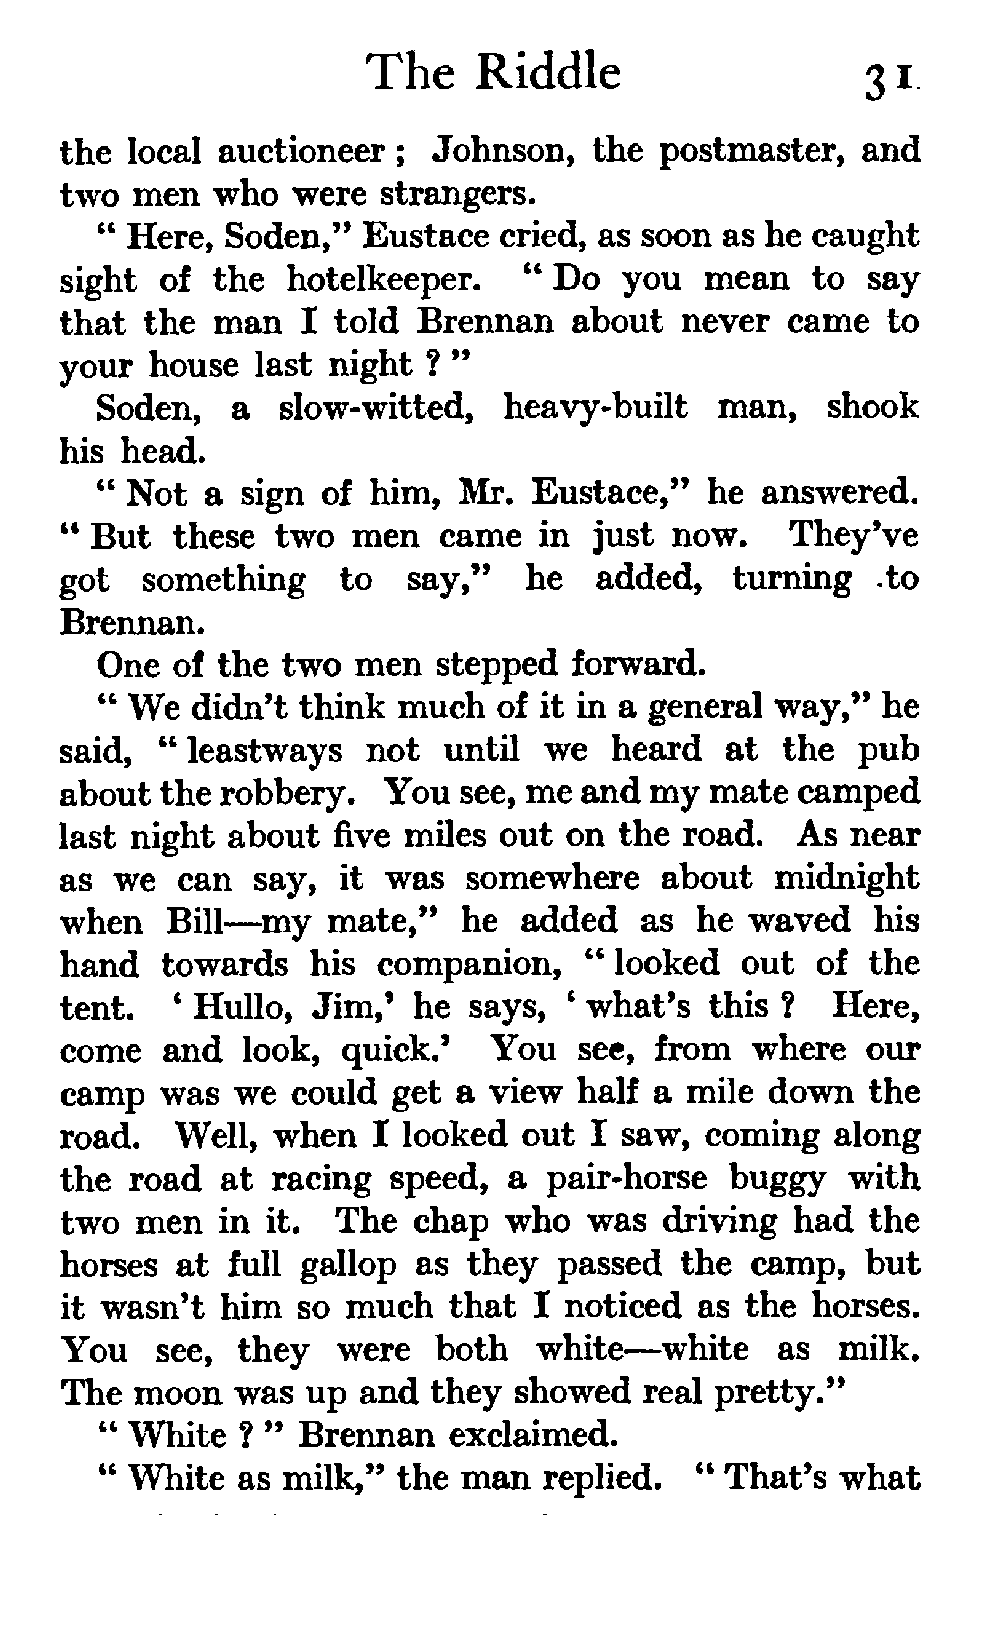 The Riddle 31
the local auctioneer ; Johnson, the postmaster, and
two men who were strangers.
“ Here, Soden,” Eustace cried, as soon as he caught
sight of the hotelkeeper. “ Do you mean to say
that the man I told Brennan about never came to
your house last night ? ”
Soden, a slow-witted, heavy-built man, shook
his head.
“ Not a sign of him, Mr. Eustace,” he answered.
“ But these two men came in just now. They’ve
got something to say,” he added, turning to
Brennan.
One of the two men stepped forward.
“ We didn’t think much of it in a general way,” he
said, “ leastways not until we heard at the pub
about the robbery. You see, me and my mate camped
last night about five miles out on the road. As near
as we can say, it was somewhere about midnight
when Bill—my mate,” he added as he waved his
hand towards his companion, “ looked out of the
tent. ‘ Hullo, Jim,’ he says, ‘ what’s this ? Here,
come and look, quick.’ You see, from where our
camp was we could get a view half a mile down the
road. Well, when I looked out I saw, coming along
the road at racing speed, a pair-horse buggy with
two men in it. The chap who was driving had the
horses at full gallop as they passed the camp, but
it wasn’t him so much that I noticed as the horses.
You see, they were both white—white as milk.
The moon was up and they showed real pretty.”
“ White ? ” Brennan exclaimed.
“ White as milk,” the man replied. “ That’s what